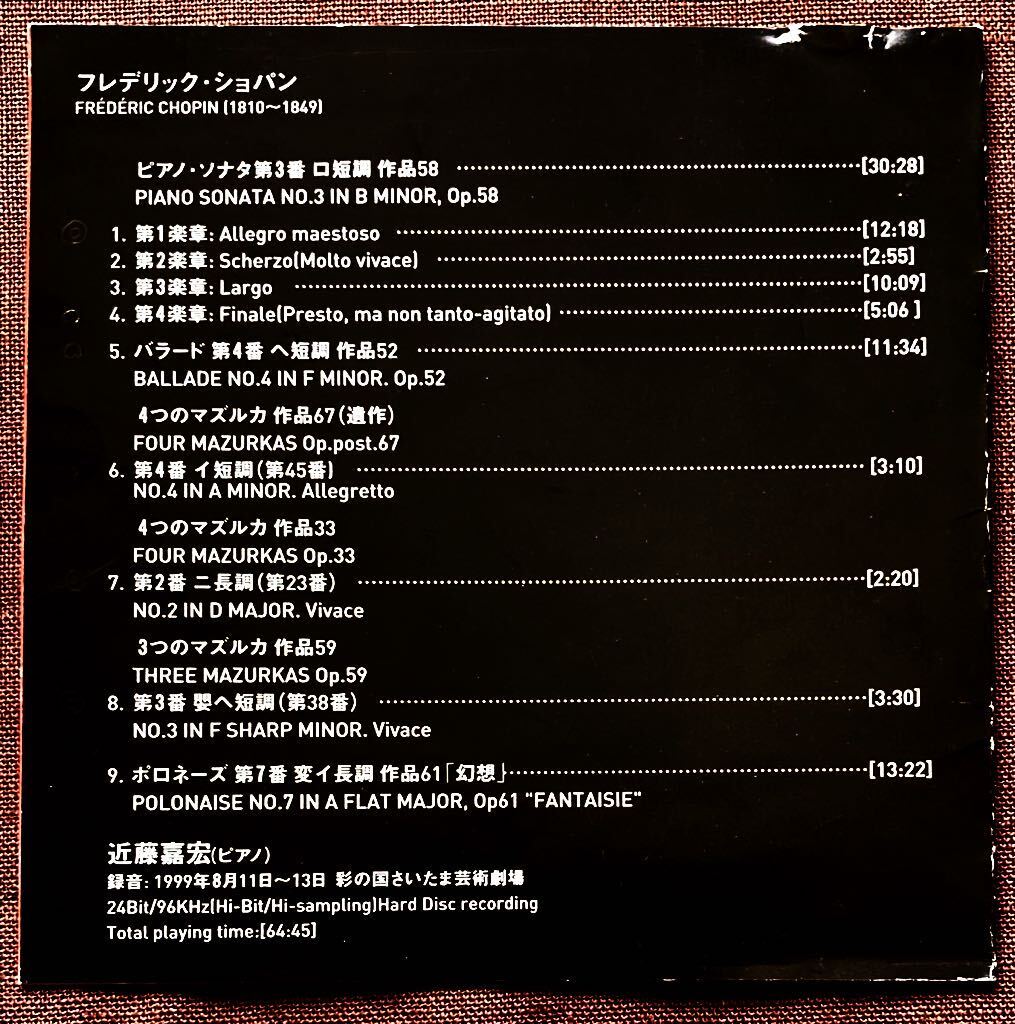 フレデリック・ショパン
FRÉDÉRIC CHOPIN (1810〜1849)
ピアノ・ソナタ第3番 ロ短調 作品58 ‥‥‥‥‥‥‥‥‥‥‥‥‥‥[30:28]
PIANO SONATA NO.3 IN B MINOR, Op.58
1. 第1楽章: Allegro maestoso ‥‥‥‥‥‥‥‥‥‥‥‥‥‥[12:18]
2. 第2楽章: Scherzo(Molto vivace) ‥‥‥‥‥‥‥‥‥‥‥‥‥‥[2:55]
3. 第3楽章: Largo ‥‥‥‥‥‥‥‥‥‥‥‥‥‥[10:09]
4. 第4楽章: Finale(Presto, ma non tanto-agitato) ‥‥‥‥‥‥‥‥‥‥[5:06 ]
5. バラード 第4番 ヘ短調 作品52 ‥‥‥‥‥‥‥‥‥‥‥‥‥‥[11:34]
BALLADE NO.4 IN F MINOR. Op.52
4つのマズルカ 作品67(遺作)
FOUR MAZURKAS Op.post.67
6. 第4番 イ短調(第45番) ‥‥‥‥‥‥‥‥‥‥‥‥‥‥ [3:10]
NO.4 IN A MINOR. Allegretto
4つのマズルカ 作品33
FOUR MAZURKAS Op.33
7. 第2番 ニ長調(第23番) ‥‥‥‥‥‥‥‥‥‥‥‥‥‥[2:20]
NO.2 IN D MAJOR. Vivace
3つのマズルカ 作品59
THREE MAZURKAS Op.59
8. 第3番 嬰ヘ短調(第38番) ‥‥‥‥‥‥‥‥‥‥‥‥‥‥[3:30]
NO.3 IN F SHARP MINOR. Vivace
9. ポロネーズ 第7番 変イ長調 作品61「幻想」‥‥‥‥‥‥‥‥‥‥‥‥[13:22]
POLONAISE NO.7 IN A FLAT MAJOR, Op61 "FANTAISIE"
近藤嘉宏(ピアノ)
録音: 1999年8月11日〜13日 彩の国さいたま芸術劇場
24Bit/96KHz(Hi-Bit/Hi-sampling)Hard Disc recording
Total playing time:[64:45]